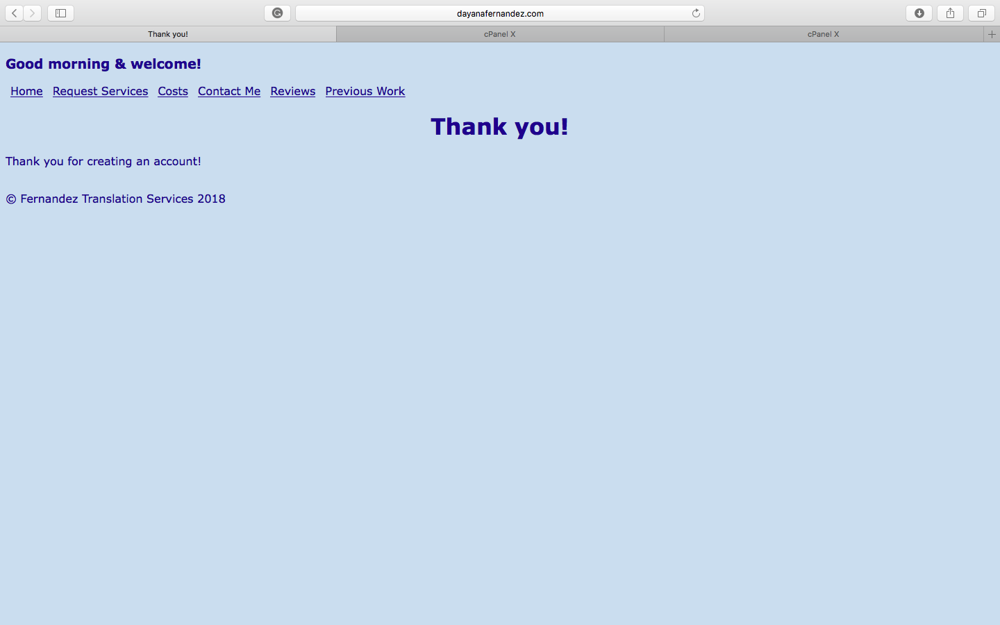 dayanafernandez.com
Thank you! cPanel X cPanel X
Good morning & welcome!
Home Request Services Costs Contact Me Reviews Previous Work
Thank you!
Thank you for creating an account!
© Fernandez Translation Services 2018